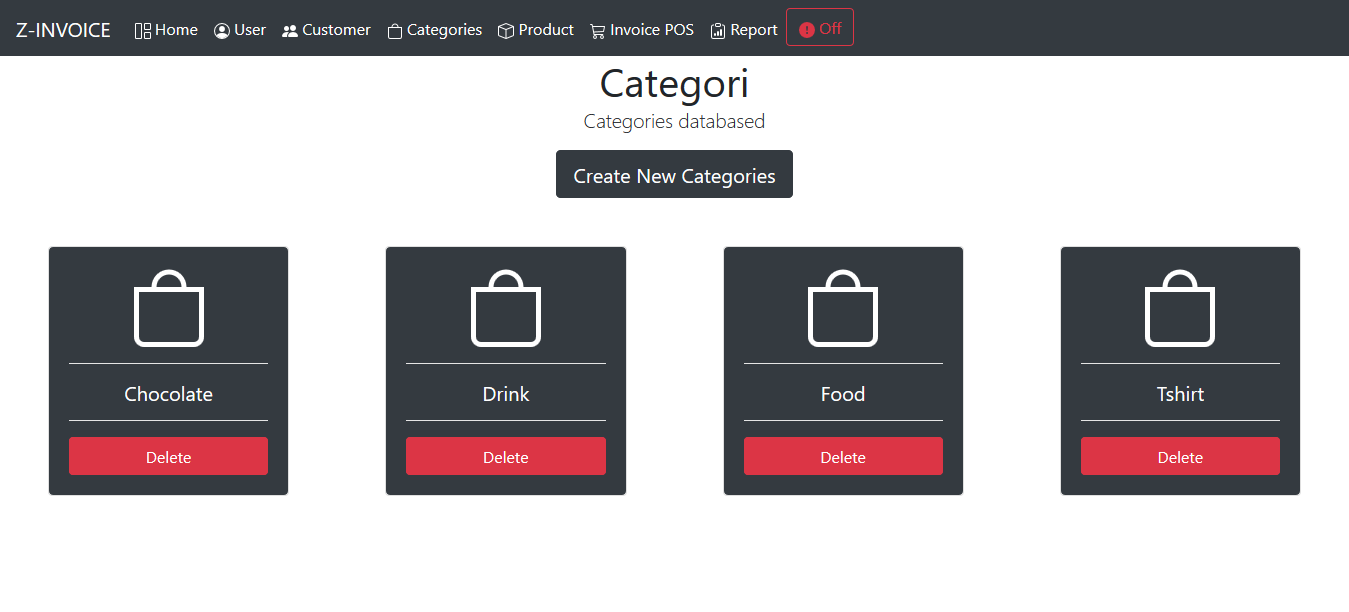 Z-INVOICE Home User Customer Categories Product Invoice POS Report Off
Categori
Categories databased
Create New Categories
Chocolate Drink Food Tshirt
Delete Delete Delete Delete